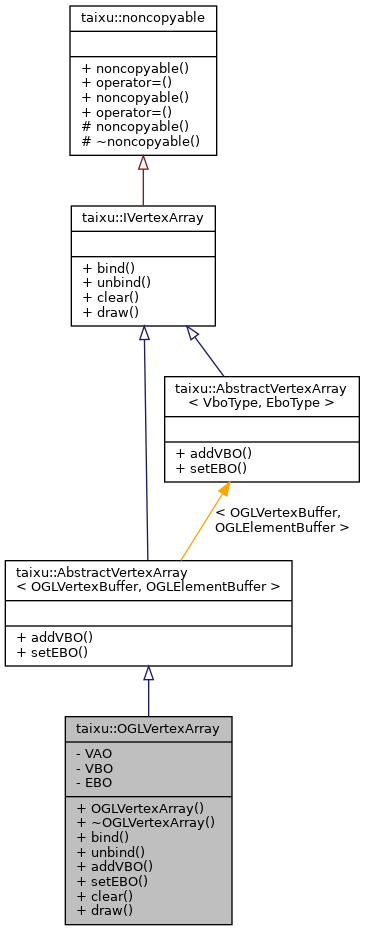 taixu::noncopyable
+ noncopyable()
+ operator=()
+ noncopyable()
+ operator=()
# noncopyable()
# ~noncopyable()
taixu::IVertexArray
+ bind()
+ unbind()
+ clear()
+ draw()
taixu::AbstractVertexArray
< VboType, EboType >
+ addVBO()
+ setEBO()
< OGLVertexBuffer,
OGLElementBuffer >
taixu::AbstractVertexArray
< OGLVertexBuffer, OGLElementBuffer >
+ addVBO()
+ setEBO()
taixu::OGLVertexArray
- VAO
- VBO
- EBO
+ OGLVertexArray()
+ ~OGLVertexArray()
+ bind()
+ unbind()
+ addVBO()
+ setEBO()
+ clear()
+ draw()